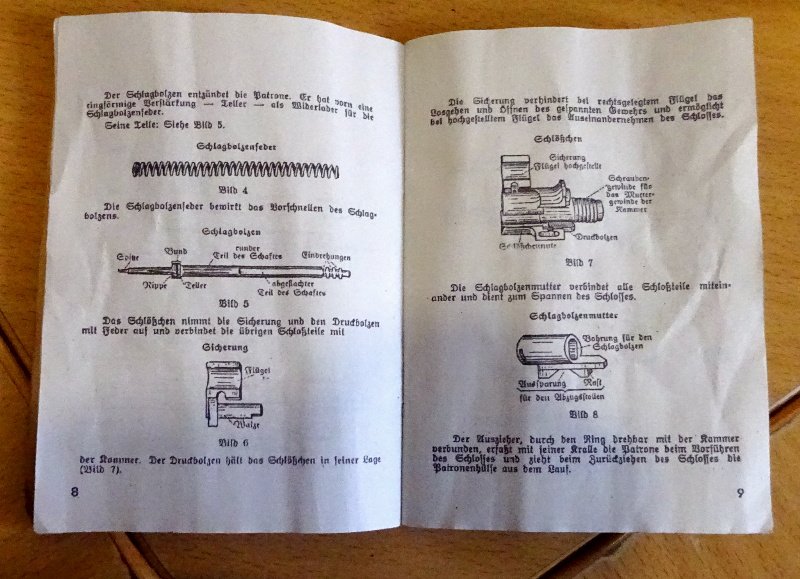 Der Schlagbolzen entzündet die Patrone. Er hat vorn eine
ringförmige Verstärkung — Teller — als Widerlader für die
Schlagbolzenfeder.
Seine Teile: Siehe Bild 5.
Schlagbolzenfeder
Bild 4
Die Schlagbolzenfeder bewirkt das Vorschnellen des Schlag-
bolzens.
Schlagbolzen
Spitze
Bund
runder
Teil des Schaftes
Eindrehungen
Rippe
Teller
abgeflachter
Teil des Schaftes
Bild 5
Das Schlößchen nimmt die Sicherung und den Druckbolzen
mit Feder auf und verbindet die übrigen Schloßteile mit
Sicherung
Flügel
Walze
Bild 6
der Kammer. Der Druckbolzen hält das Schlößchen in seiner Lage
(Bild 7).
8
Die Sicherung verhindert bei rechtsgelegtem Flügel das
Losgehen und Öffnen des gespannten Gewehrs und ermöglicht
bei hochgestelltem Flügel das Auseinandernehmen des Schlosses.
Schlößchen
Sicherung
Flügel hochgestellt
Schrauben-
gewinde für
das Mutter-
gewinde der
Kammer
Druckbolzen
Schlößchennute
Bild 7
Die Schlagbolzenmutter verbindet alle Schloßteile mitein-
ander und dient zum Spannen des Schlosses.
Schlagbolzenmutter
Bohrung für den
Schlagbolzen
Aussparung
Rast
für den Abzugsstollen
Bild 8
Der Auszieher, durch den Ring drehbar mit der Kammer
verbunden, erfaßt mit seiner Kralle die Patrone beim Vorführen
des Schlosses und zieht beim Zurückziehen des Schlosses die
Patronenhülse aus dem Lauf.
9